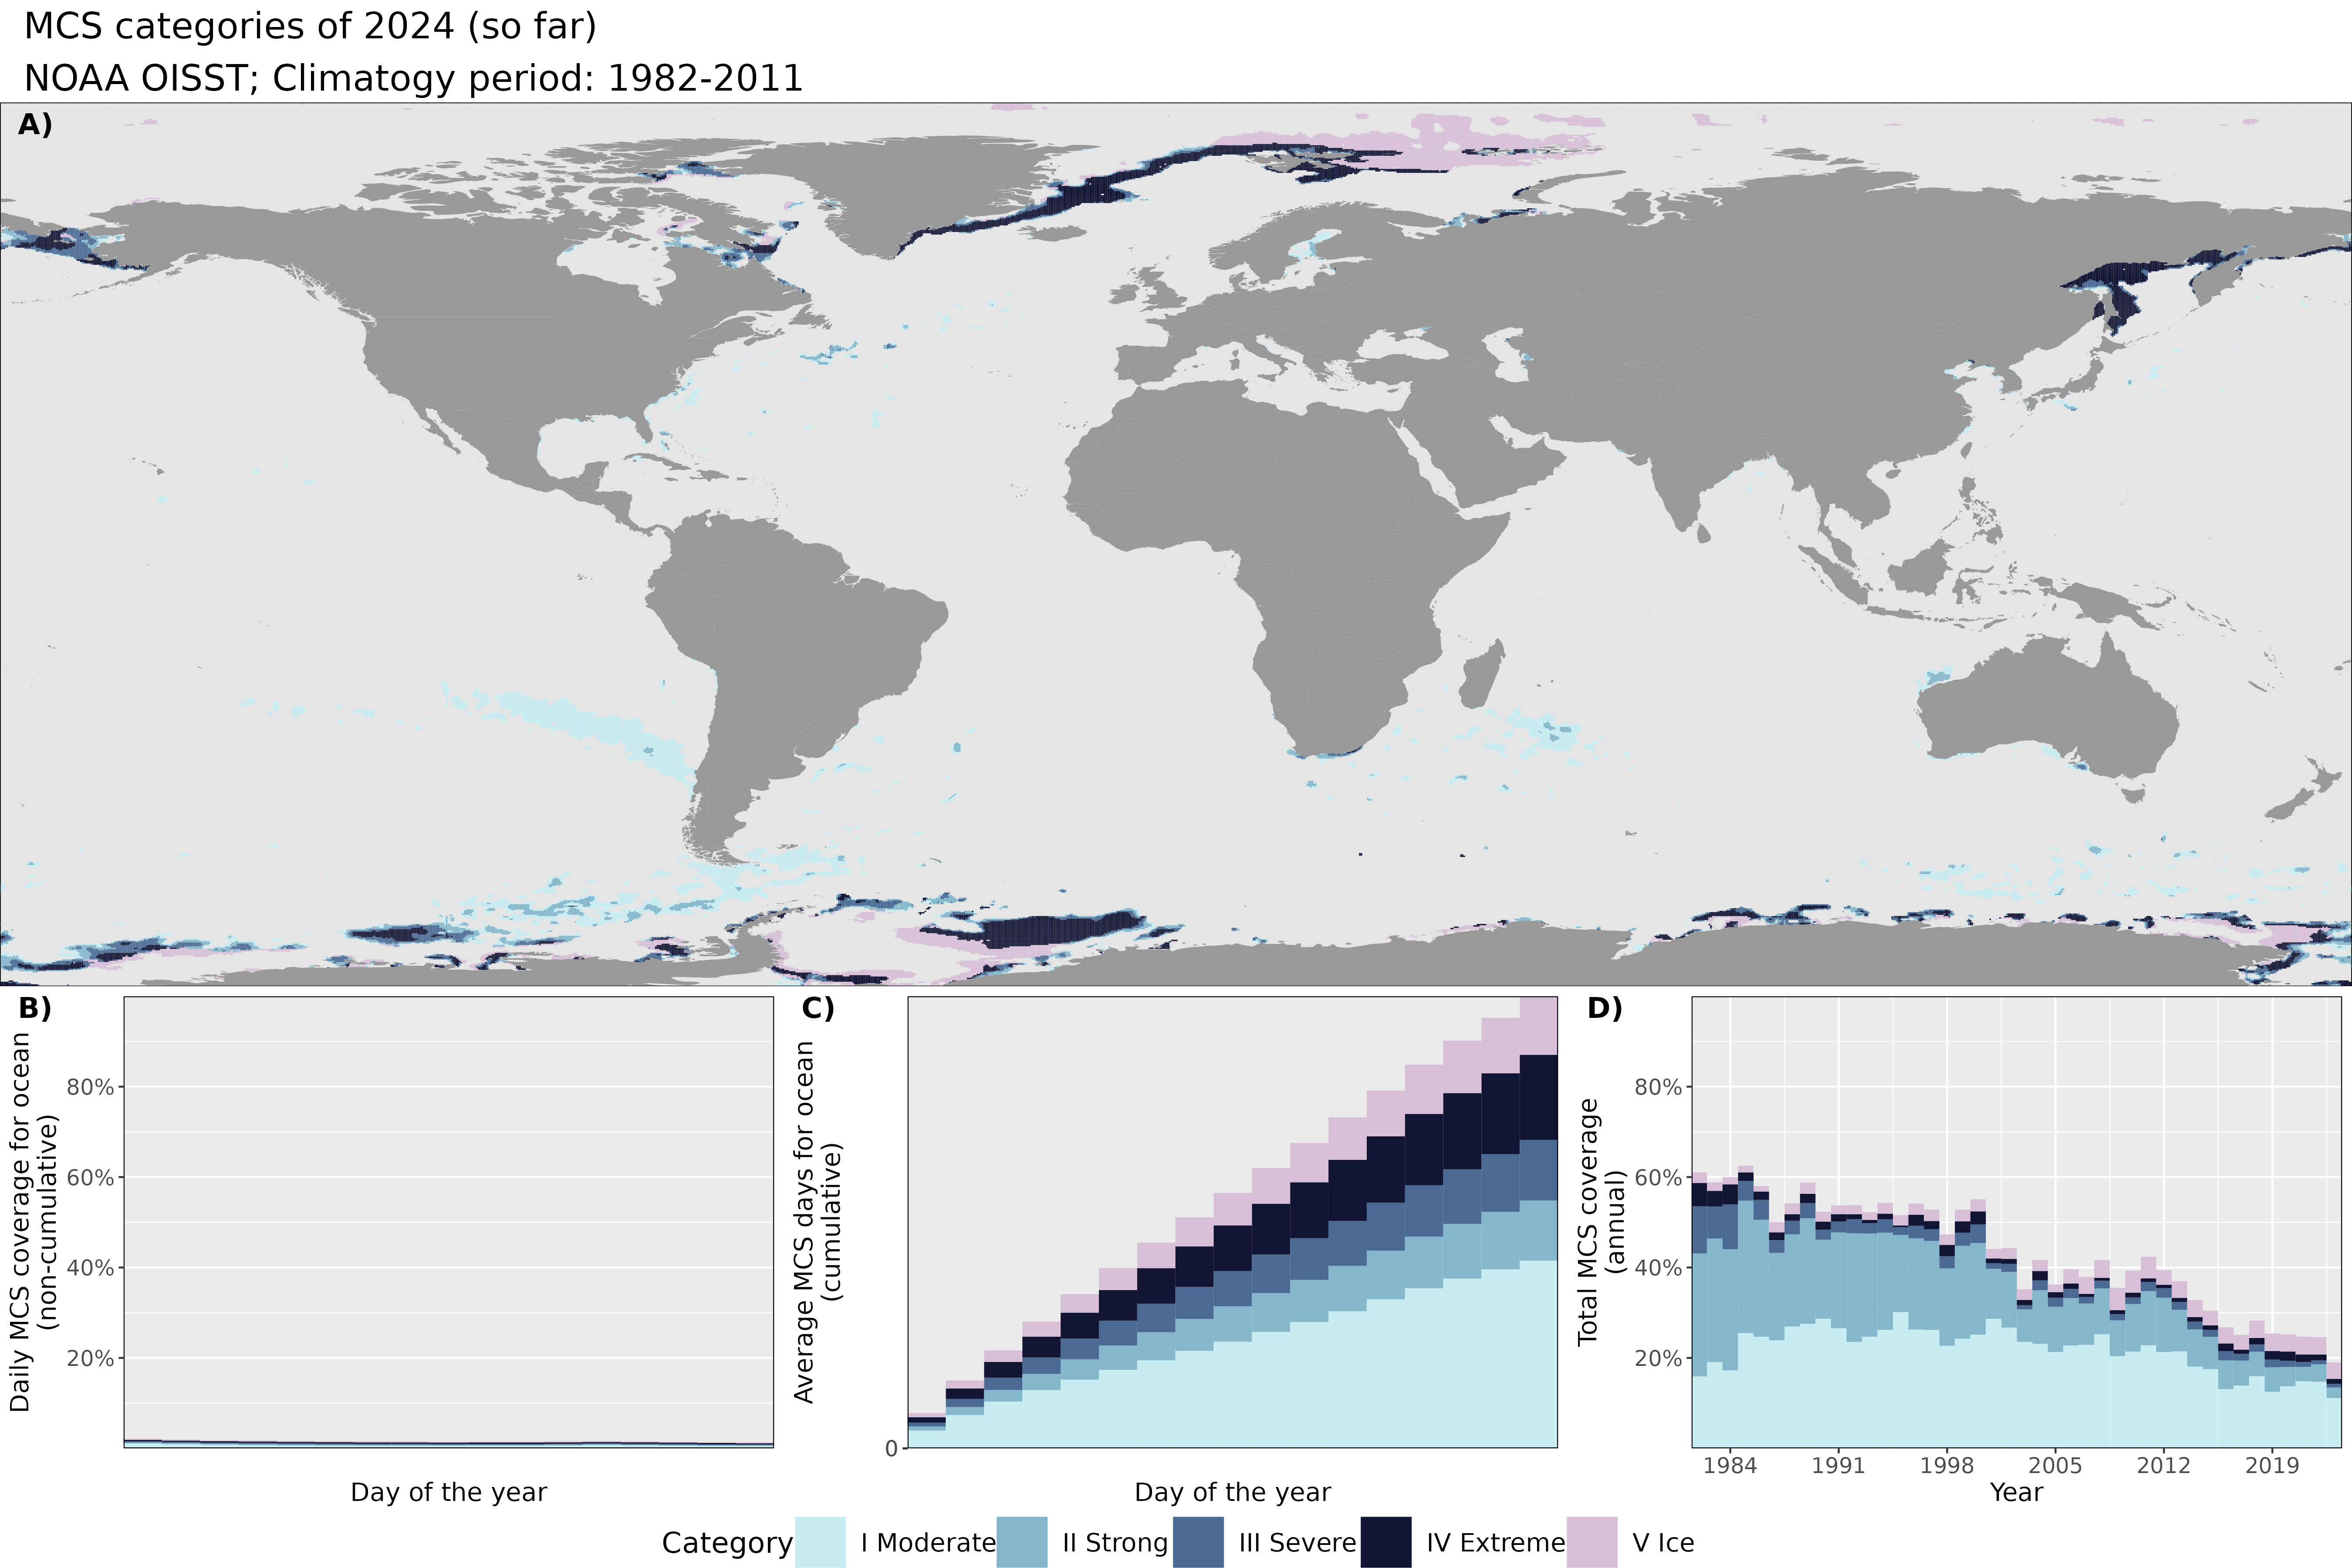 MCS categories of 2024 (so far)
NOAA OISST; Climatogy period: 1982-2011
A)
B)
Daily MCS coverage for ocean
(non-cumulative)
80%
60%
40%
20%
Day of the year
C)
Average MCS days for ocean
(cumulative)
0
Day of the year
D)
Total MCS coverage
(annual)
80%
60%
40%
20%
1984 1991 1998 2005 2012 2019
Year
Category I Moderate II Strong III Severe IV Extreme V Ice